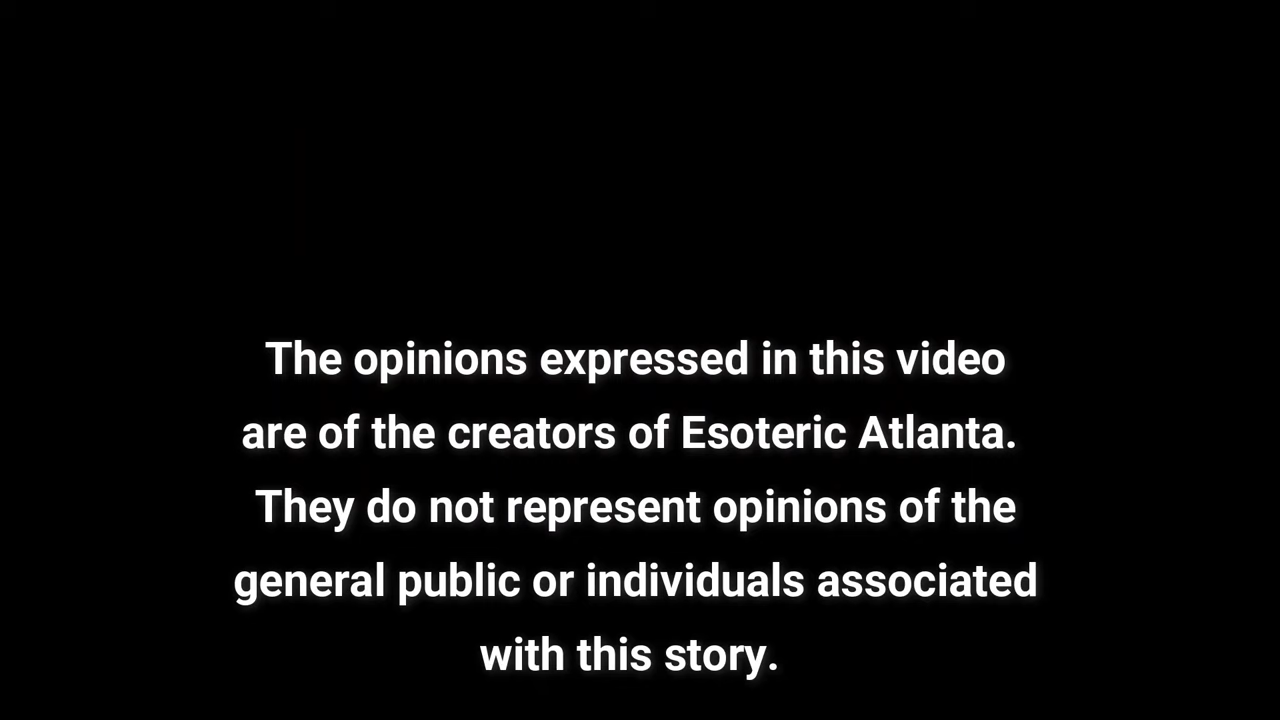 The opinions expressed in this video
are of the creators of Esoteric Atlanta.
They do not represent opinions of the
general public or individuals associated
with this story.